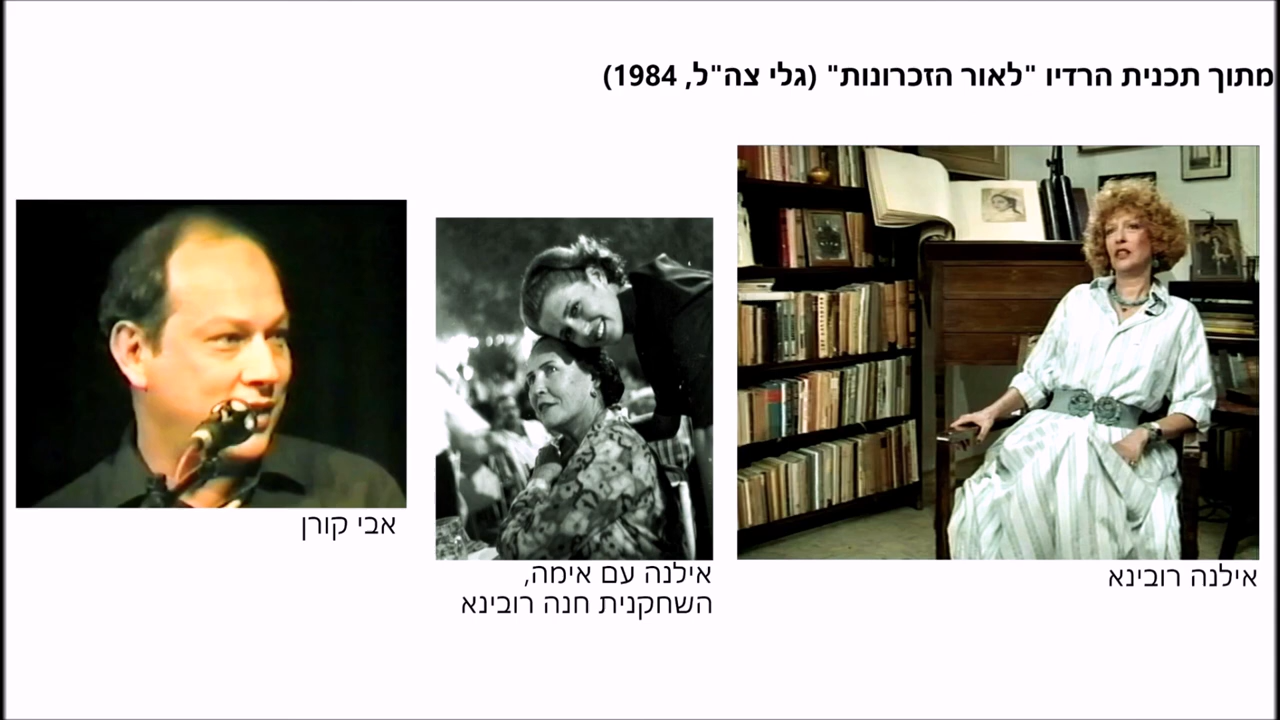 מתוך תכנית הרדיו "לאור הזכרונות" (גלי צה"ל, 1984)
אילנה רובינא
אילנה עם אימה,
השחקנית חנה רובינא
אבי קורן